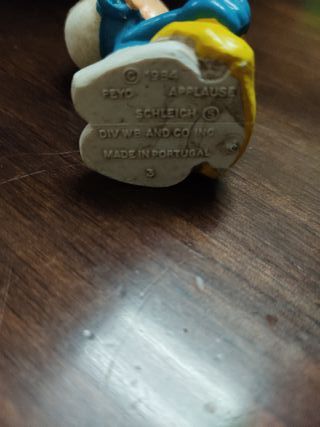 © 1984
PEYO APPLAUSE
SCHLEICH Ⓢ
DIV. WB. AND CO. INC.
MADE IN PORTUGAL
3